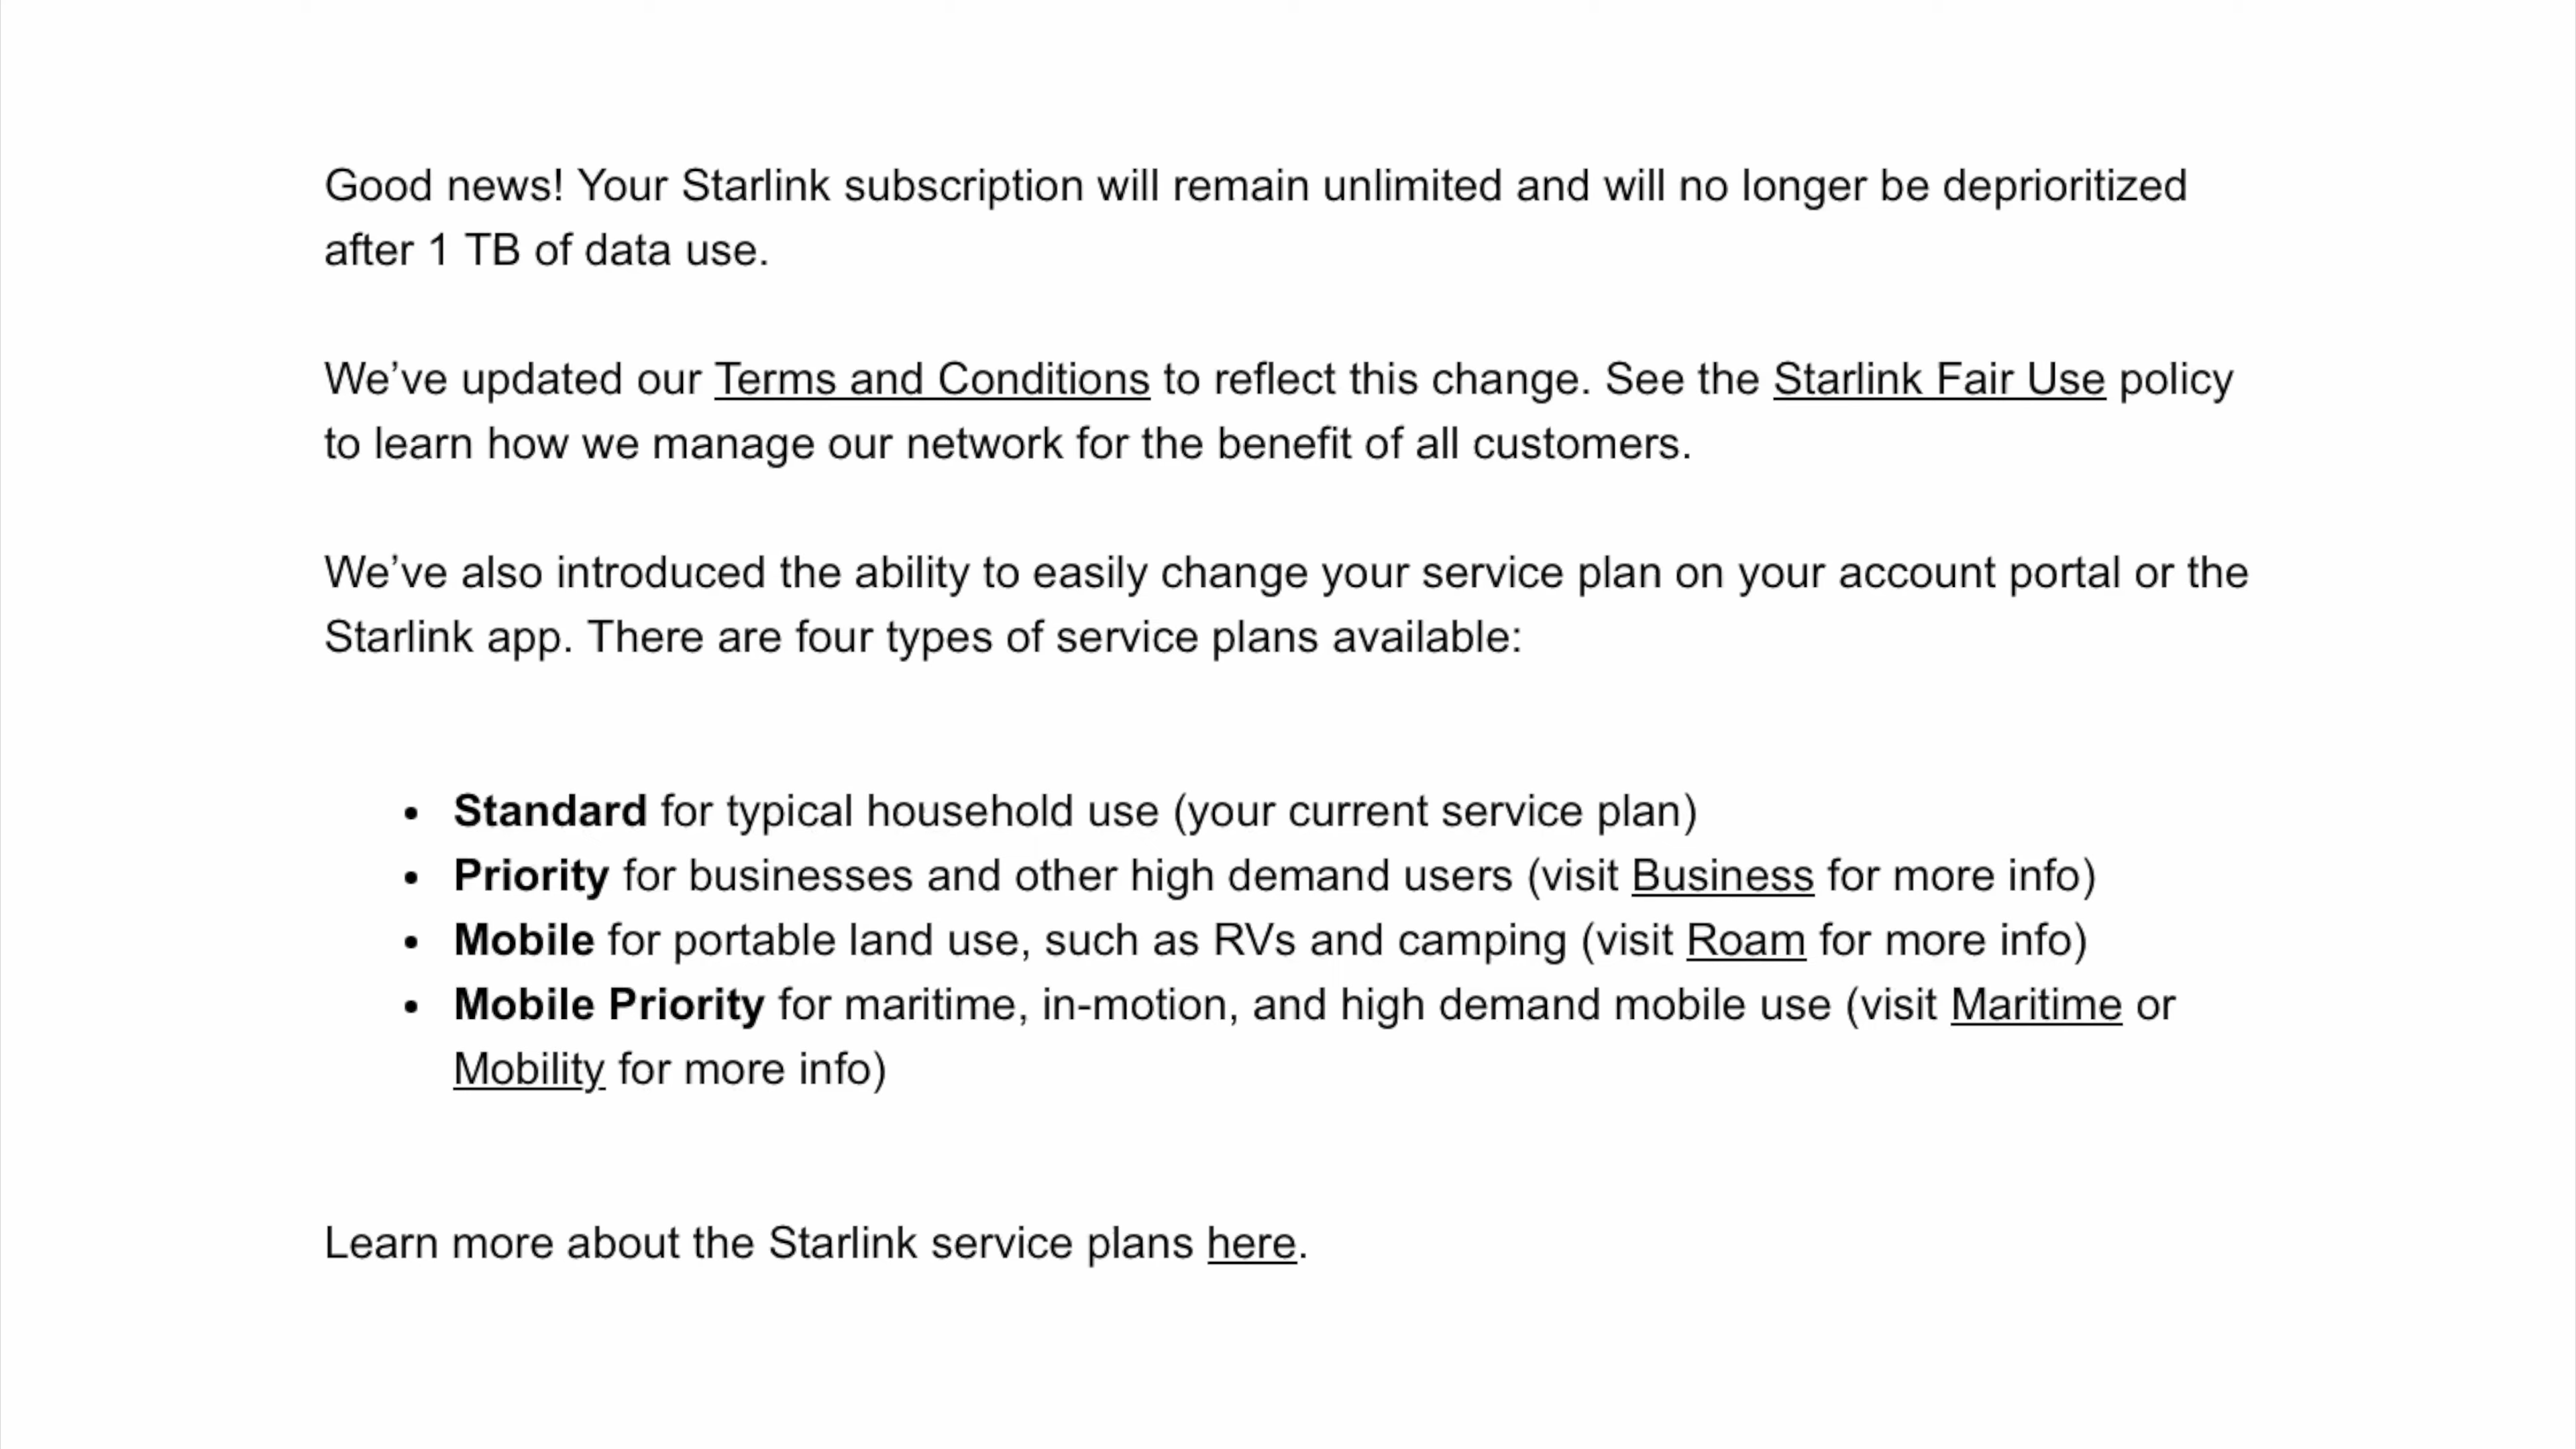 Good news! Your Starlink subscription will remain unlimited and will no longer be deprioritized
after 1 TB of data use.
We’ve updated our Terms and Conditions to reflect this change. See the Starlink Fair Use policy
to learn how we manage our network for the benefit of all customers.
We’ve also introduced the ability to easily change your service plan on your account portal or the
Starlink app. There are four types of service plans available:
• Standard for typical household use (your current service plan)
• Priority for businesses and other high demand users (visit Business for more info)
• Mobile for portable land use, such as RVs and camping (visit Roam for more info)
• Mobile Priority for maritime, in-motion, and high demand mobile use (visit Maritime or
Mobility for more info)
Learn more about the Starlink service plans here.